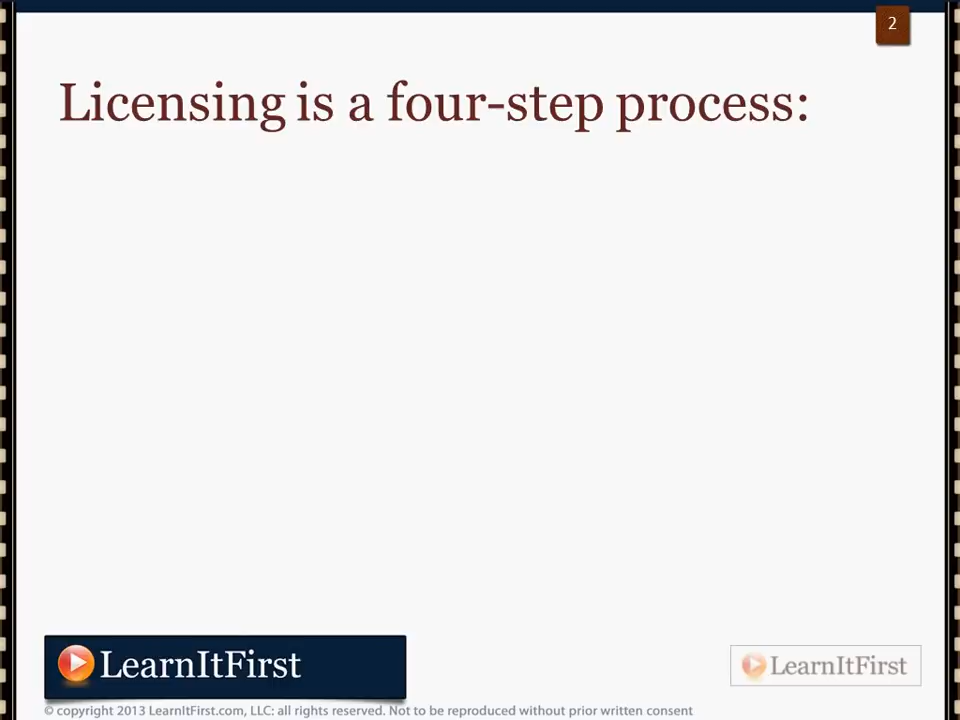 2
Licensing is a four-step process:
LearnItFirst
LearnItFirst
© copyright 2013 LearnItFirst.com, LLC: all rights reserved. Not to be reproduced without prior written consent